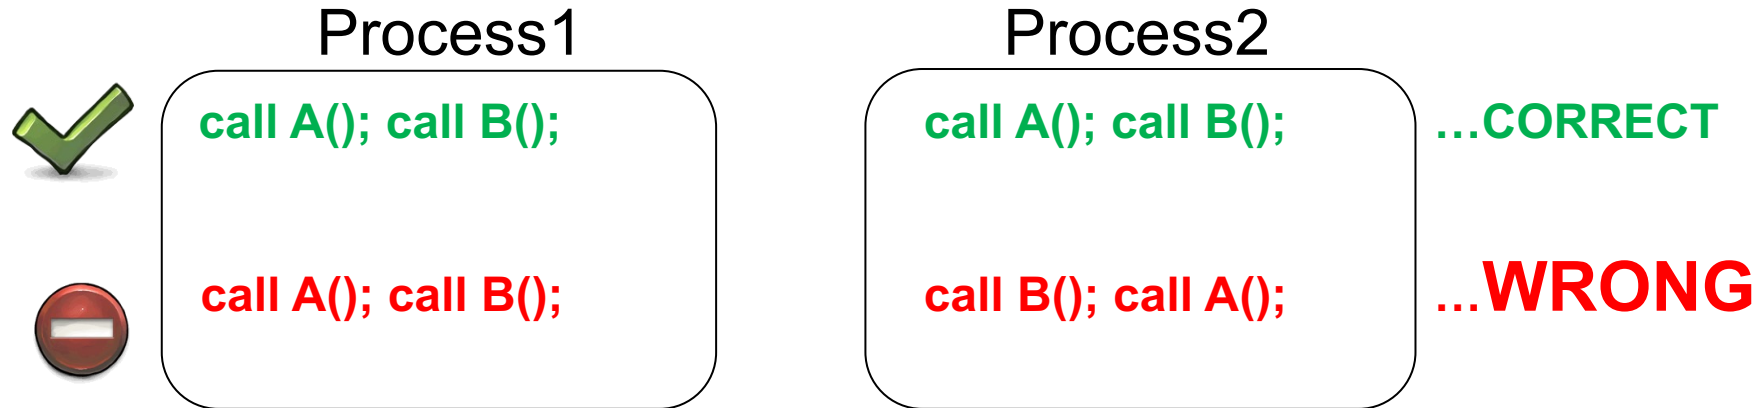 Process1 Process2
call A(); call B(); call A(); call B(); ...CORRECT
call A(); call B(); call B(); call A(); ...WRONG